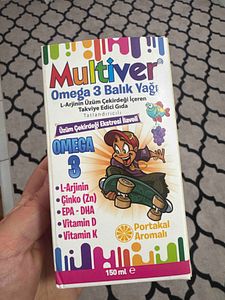 Multiver
Omega 3 Balık Yağı
L-Arjinin Üzüm Çekirdeği İçeren
Takviye Edici Gıda
Tatlandırıcılı
Üzüm Çekirdeği Ekstresi İlaveli
OMEGA
3
• L-Arjinin
• Çinko (Zn)
• EPA - DHA
• Vitamin D
• Vitamin K
Portakal
Aromalı
150 ml e